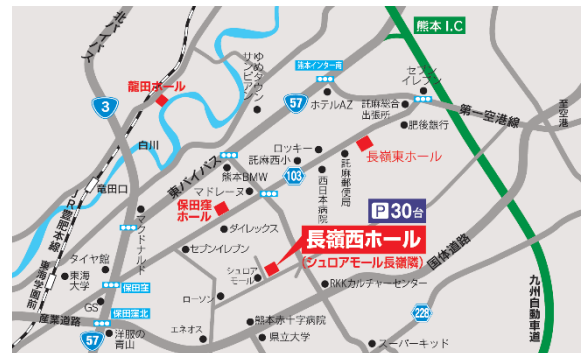 北バイパス
3
龍田ホール
白川
竜田口
JR豊肥本線
東海学園前
ゆめタウン
サンピアン
熊本インター南
57
ホテルAZ
託麻総合
出張所
セブン
イレブン
熊本 I.C
肥後銀行
第一空港線
至空港
東バイパス
熊本BMW
マドレーヌ
託麻西小
ロッキー
103
西日本病院
託麻郵便局
長嶺東ホール
保田窪
ホール
マクドナルド
ダイレックス
セブンイレブン
P 30台
長嶺西ホール
(シュロアモール長嶺隣)
シュロア
モール
国体道路
RKKカルチャーセンター
タイヤ館
東海
大学
保田窪
GS
保田窪北
産業道路
57
洋服の
青山
ローソン
エネオス
熊本赤十字病院
県立大学
228
スーパーキッド
九州自動車道